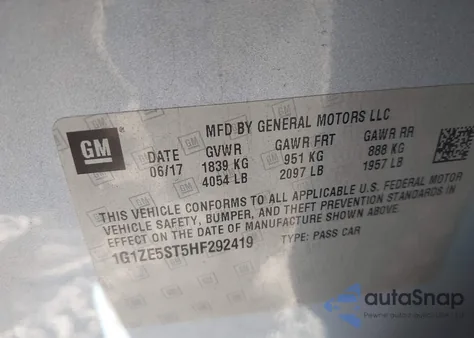 MFD BY GENERAL MOTORS LLC
GM
DATE GVWR GAWR FRT GAWR RR
06/17 1839 KG 951 KG 888 KG
4054 LB 2097 LB 1957 LB
THIS VEHICLE CONFORMS TO ALL APPLICABLE U.S. FEDERAL MOTOR
VEHICLE SAFETY, BUMPER, AND THEFT PREVENTION STANDARDS
IN EFFECT ON THE DATE OF MANUFACTURE SHOWN ABOVE.
1G1ZE5ST5HF292419 TYPE: PASS CAR
autoSnap